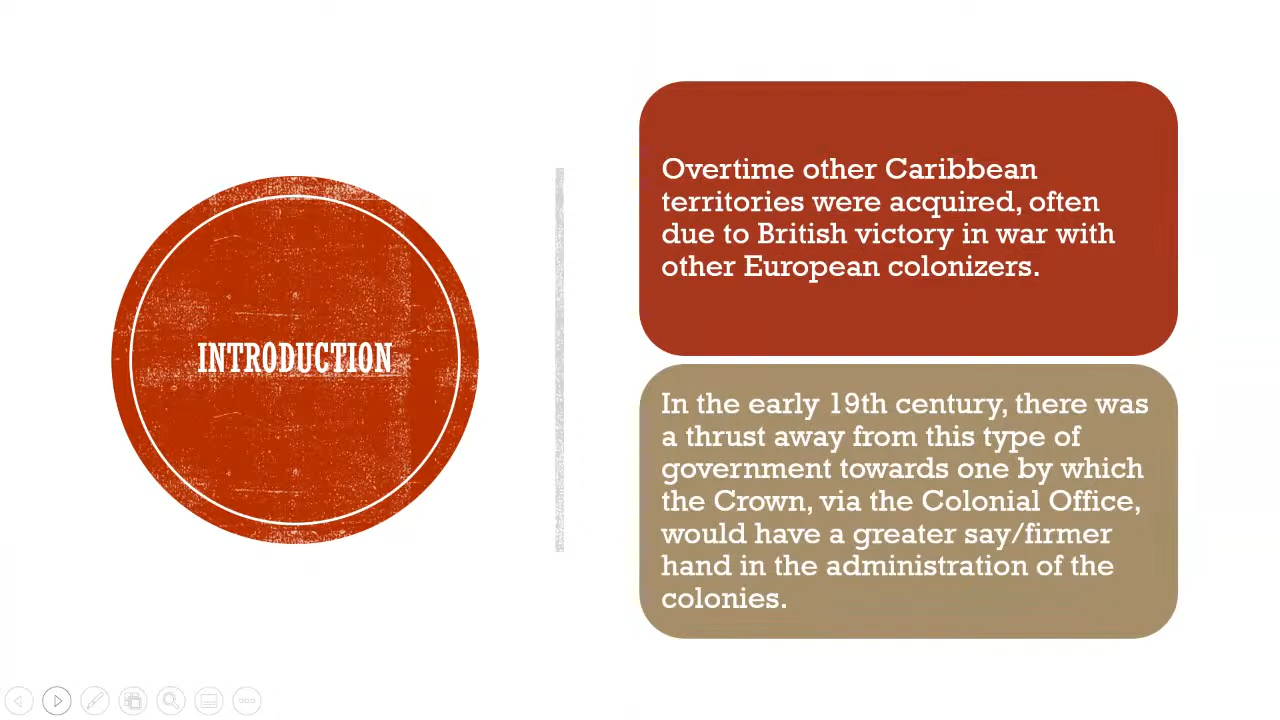 INTRODUCTION
Overtime other Caribbean
territories were acquired, often
due to British victory in war with
other European colonizers.
In the early 19th century, there was
a thrust away from this type of
government towards one by which
the Crown, via the Colonial Office,
would have a greater say/firmer
hand in the administration of the
colonies.